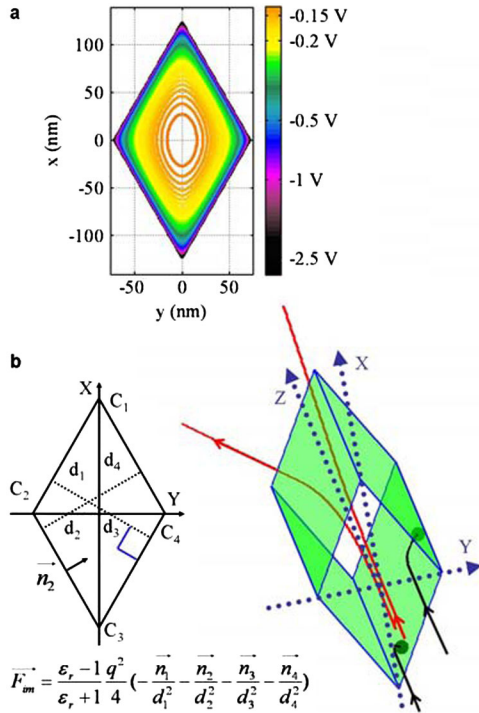 a
-0.15 V
-0.2 V
-0.5 V
-1 V
-2.5 V
x (nm)
100
50
0
-50
-100
-50 0 50
y (nm)
b
X
C₁
d₁ d₄
C₂ Y
d₂ d₃ C₄
n₂
C₃
Z X
Y
F_im = (ε_r − 1)/(ε_r + 1) q²/4 (− n₁/d₁² − n₂/d₂² − n₃/d₃² − n₄/d₄²)